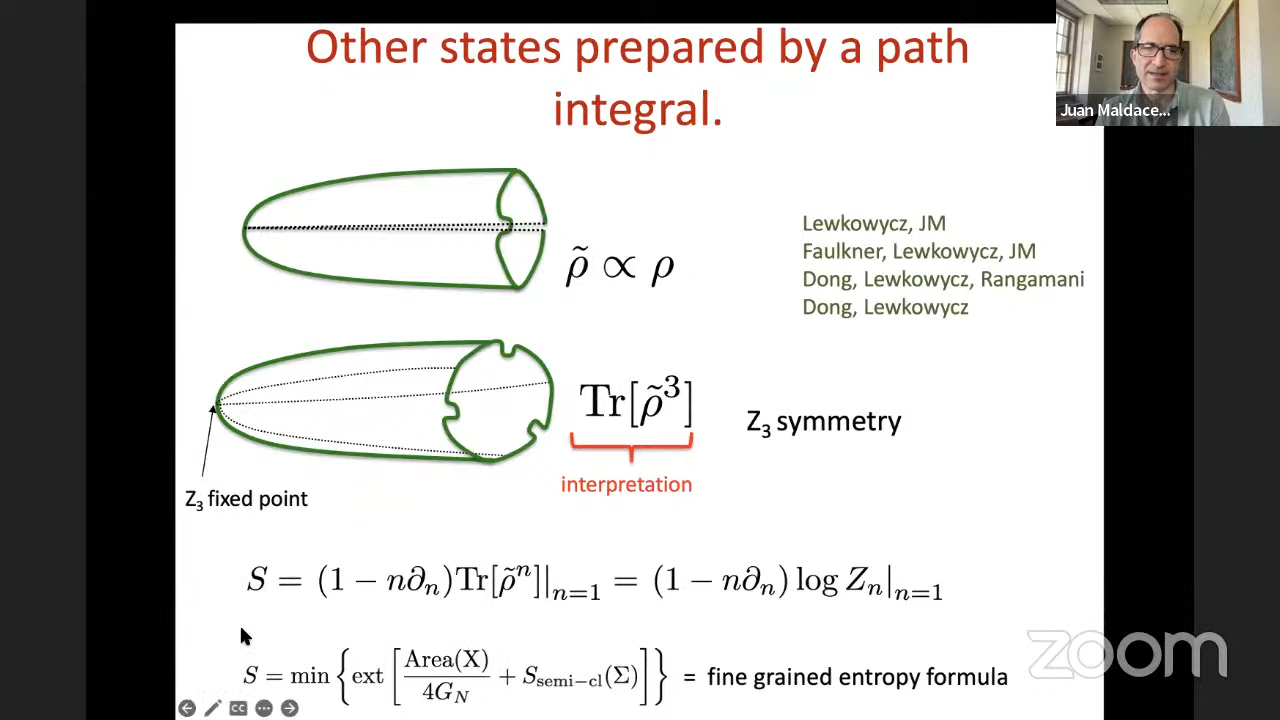 Other states prepared by a path
integral.
Juan Maldace...
ρ̃ ∝ ρ
Lewkowycz, JM
Faulkner, Lewkowycz, JM
Dong, Lewkowycz, Rangamani
Dong, Lewkowycz
Tr[ρ̃³]
Z₃ symmetry
interpretation
Z₃ fixed point
S = (1 − n∂ₙ)Tr[ρ̃ⁿ]|ₙ₌₁ = (1 − n∂ₙ) log Zₙ|ₙ₌₁
S = min { ext [ Area(X) / 4G_N + S_semi−cl(Σ) ] } = fine grained entropy formula
zoom
CC